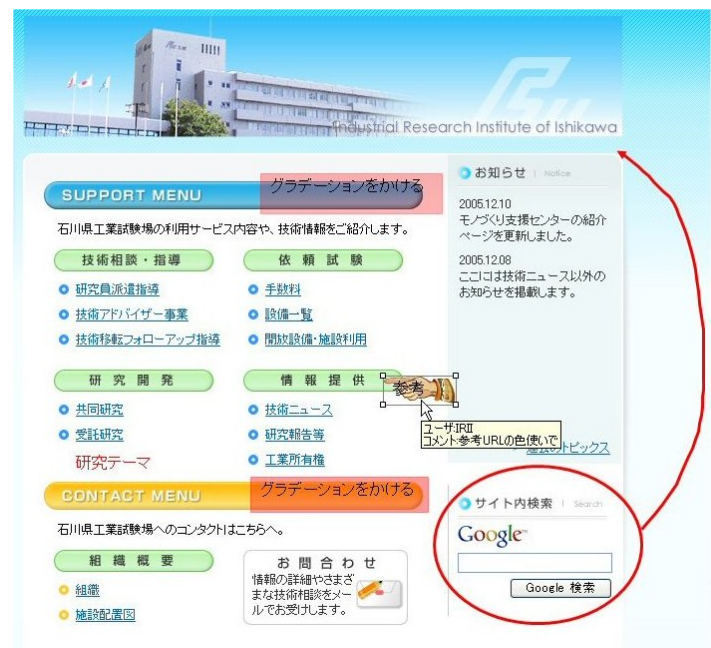 Industrial Research Institute of Ishikawa
SUPPORT MENU
グラデーションをかける
石川県工業試験場の利用サービス内容や、技術情報をご紹介します。
技術相談・指導
依頼試験
研究員派遣指導
手数料
技術アドバイザー事業
設備一覧
技術移転フォローアップ指導
開放設備・施設利用
研究開発
情報提供
参考
共同研究
技術ニュース
受託研究
研究報告等
研究テーマ
工業所有権
ユーザ:IRII
コメント:参考URLの色使いで
CONTACT MENU
グラデーションをかける
石川県工業試験場へのコンタクトはこちらへ。
組織概要
組織
施設配置図
お問合わせ
情報の詳細やさまざ
まな技術相談をメー
ルでお受けします。
お知らせ | Notice
2005.12.10
モノづくり支援センターの紹介
ページを更新しました。
2005.12.08
ここには技術ニュース以外の
お知らせを掲載します。
トピックス
サイト内検索 | Search
Google
Google 検索